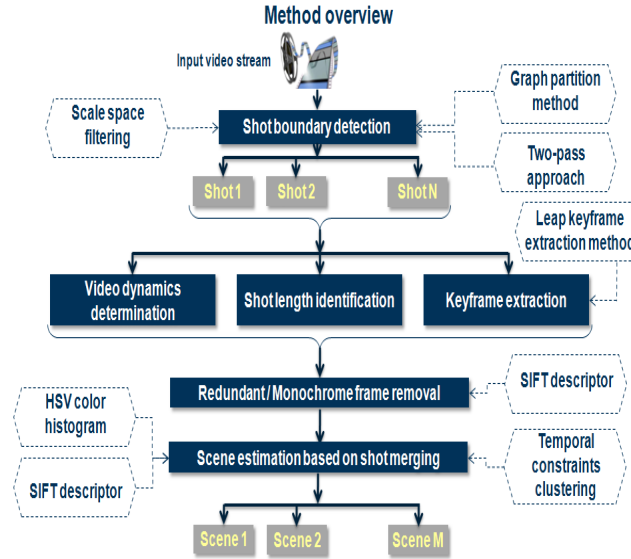 Method overview
Input video stream
Graph partition
method
Scale space
filtering
Shot boundary detection
Two-pass
approach
Shot 1
Shot 2
Shot N
Leap keyframe
extraction method
Video dynamics
determination
Shot length identification
Keyframe extraction
Redundant / Monochrome frame removal
SIFT descriptor
HSV color
histogram
Scene estimation based on shot merging
Temporal
constraints
clustering
SIFT descriptor
Scene 1
Scene 2
Scene M